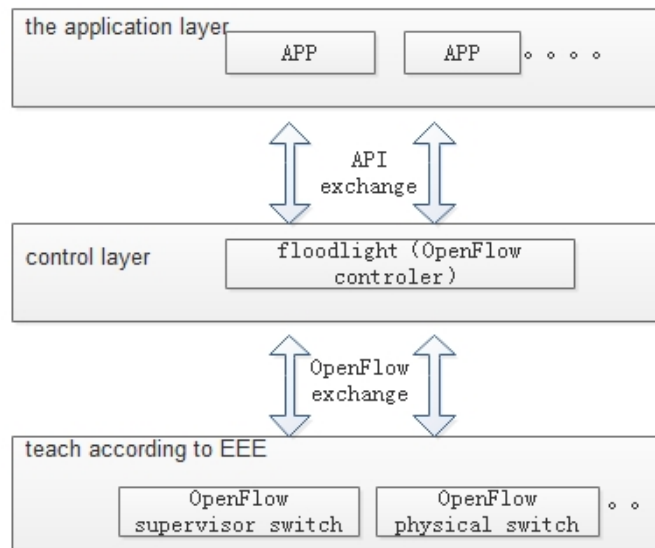 the application layer
APP
APP
API
exchange
control layer
floodlight (OpenFlow
controler)
OpenFlow
exchange
teach according to EEE
OpenFlow
supervisor switch
OpenFlow
physical switch